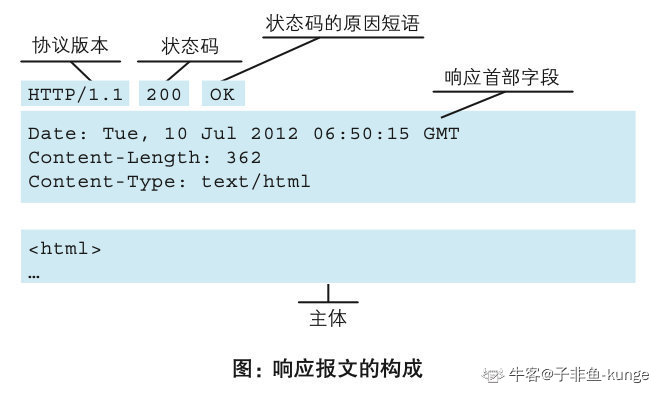 状态码的原因短语
协议版本 状态码
响应首部字段
HTTP/1.1 200 OK
Date: Tue, 10 Jul 2012 06:50:15 GMT
Content-Length: 362
Content-Type: text/html
<html>
…
主体
图：响应报文的构成
牛客@子非鱼-kunge